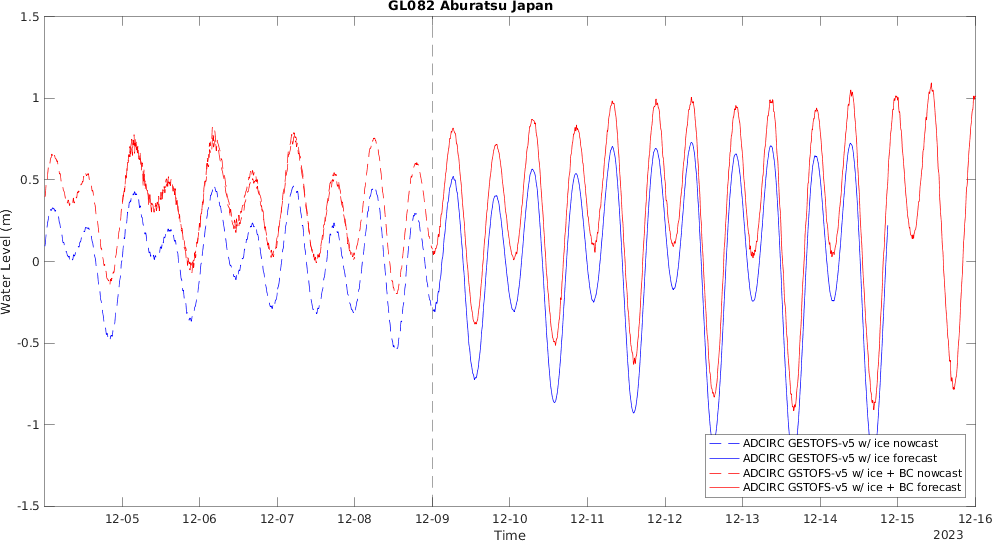 GL082 Aburatsu Japan
1.5
1
0.5
0
-0.5
-1
-1.5
Water Level (m)
ADCIRC GESTOFS-v5 w/ ice nowcast
ADCIRC GESTOFS-v5 w/ ice forecast
ADCIRC GSTOFS-v5 w/ ice + BC nowcast
ADCIRC GSTOFS-v5 w/ ice + BC forecast
12-05 12-06 12-07 12-08 12-09 12-10 12-11 12-12 12-13 12-14 12-15 12-16
Time
2023